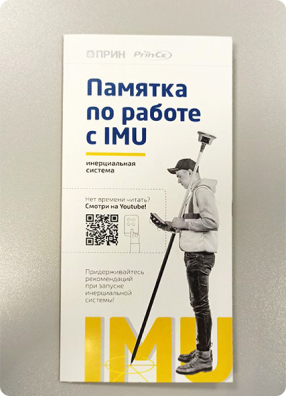 ПРИН PrinCe
Памятка
по работе
с IMU
инерциальная
система
Нет времени читать?
Смотри на Youtube!
Придерживайтесь
рекомендаций
при запуске
инерциальной
системы!
IMU